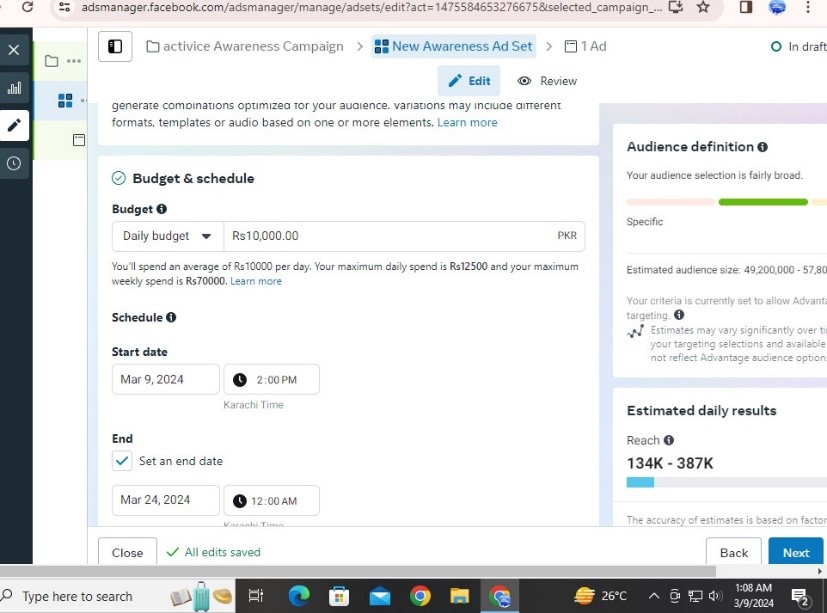 adsmanager.facebook.com/adsmanager/manage/adsets/edit?act=1475584653276675&selected_campaign_...
activice Awareness Campaign > New Awareness Ad Set > 1 Ad
In draft
Edit Review
generate combinations optimized for your audience. Variations may include different
formats, templates or audio based on one or more elements. Learn more
Budget & schedule
Budget
Daily budget Rs10,000.00 PKR
You'll spend an average of Rs10000 per day. Your maximum daily spend is Rs12500 and your maximum
weekly spend is Rs70000. Learn more
Schedule
Start date
Mar 9, 2024 2:00 PM
Karachi Time
End
Set an end date
Mar 24, 2024 12:00 AM
Karachi Time
Close All edits saved Back Next
Audience definition
Your audience selection is fairly broad.
Specific
Estimated audience size: 49,200,000 - 57,80
Your criteria is currently set to allow Advanta
targeting.
Estimates may vary significantly over ti
your targeting selections and available
not reflect Advantage audience option
Estimated daily results
Reach
134K - 387K
The accuracy of estimates is based on factor
Type here to search
26°C
1:08 AM
3/9/2024
2